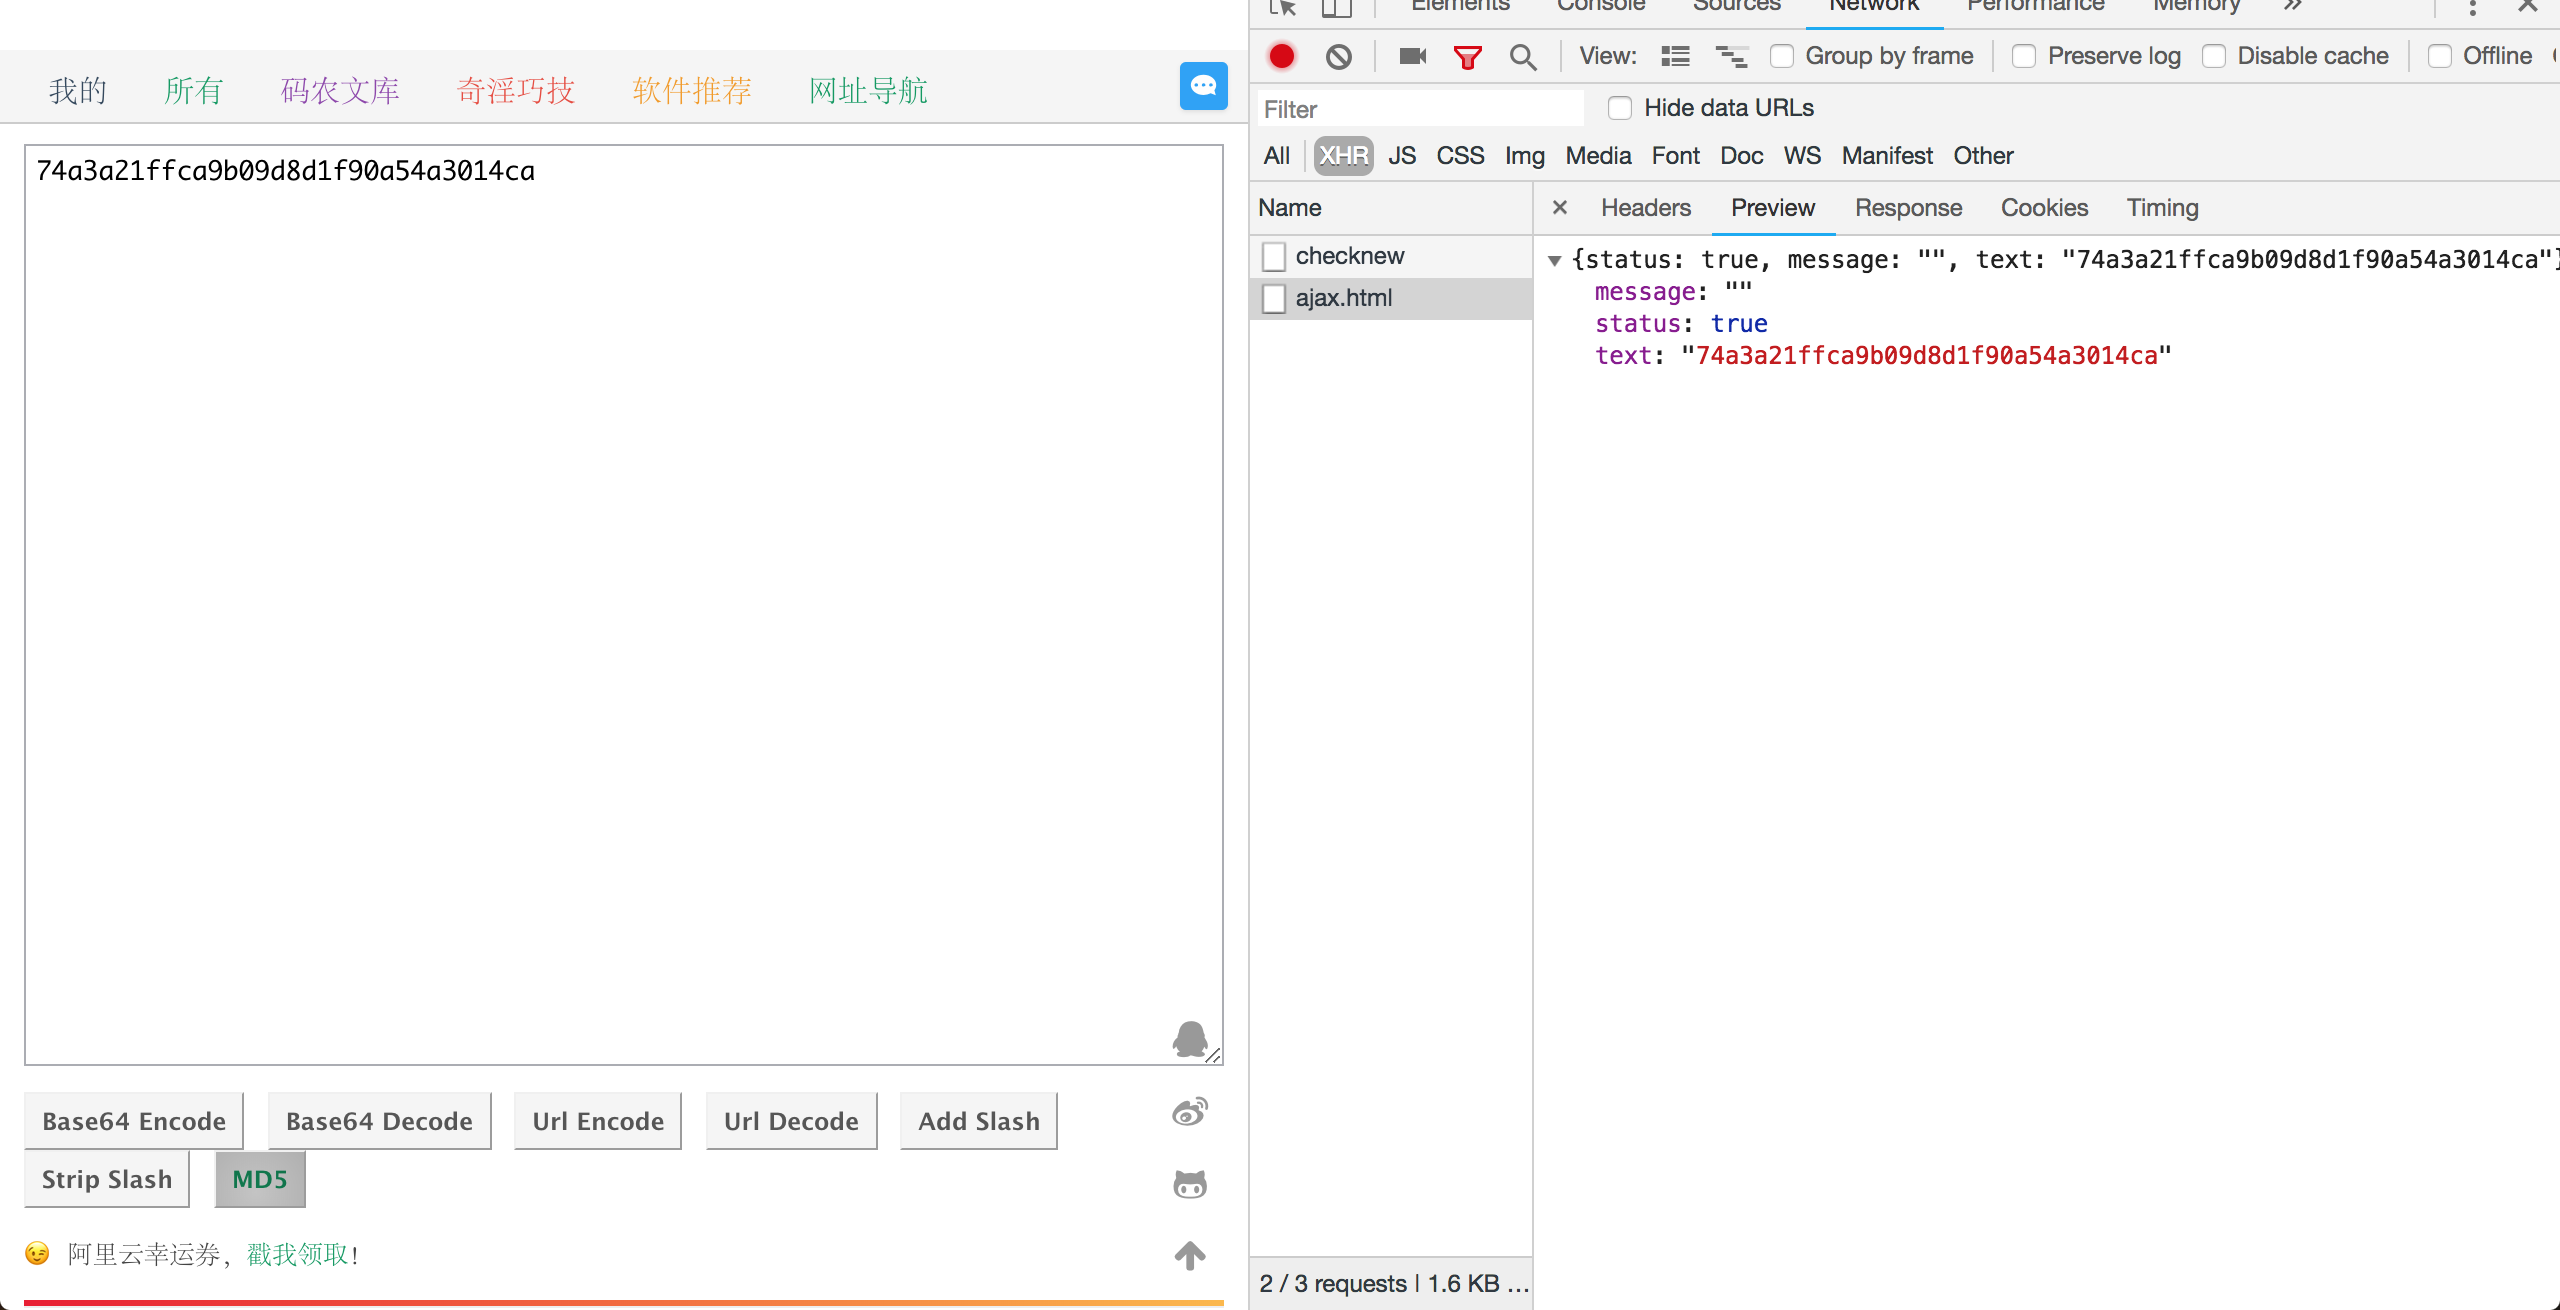 我的 所有 码农文库 奇淫巧技 软件推荐 网址导航
74a3a21ffca9b09d8d1f90a54a3014ca
Base64 Encode Base64 Decode Url Encode Url Decode Add Slash
Strip Slash MD5
😉 阿里云幸运券，戳我领取！
Elements Console Sources Network Performance Memory »
View: Group by frame Preserve log Disable cache Offline
Filter Hide data URLs
All XHR JS CSS Img Media Font Doc WS Manifest Other
Name
checknew
ajax.html
2 / 3 requests | 1.6 KB ...
× Headers Preview Response Cookies Timing
▼ {status: true, message: "", text: "74a3a21ffca9b09d8d1f90a54a3014ca"}
message: ""
status: true
text: "74a3a21ffca9b09d8d1f90a54a3014ca"